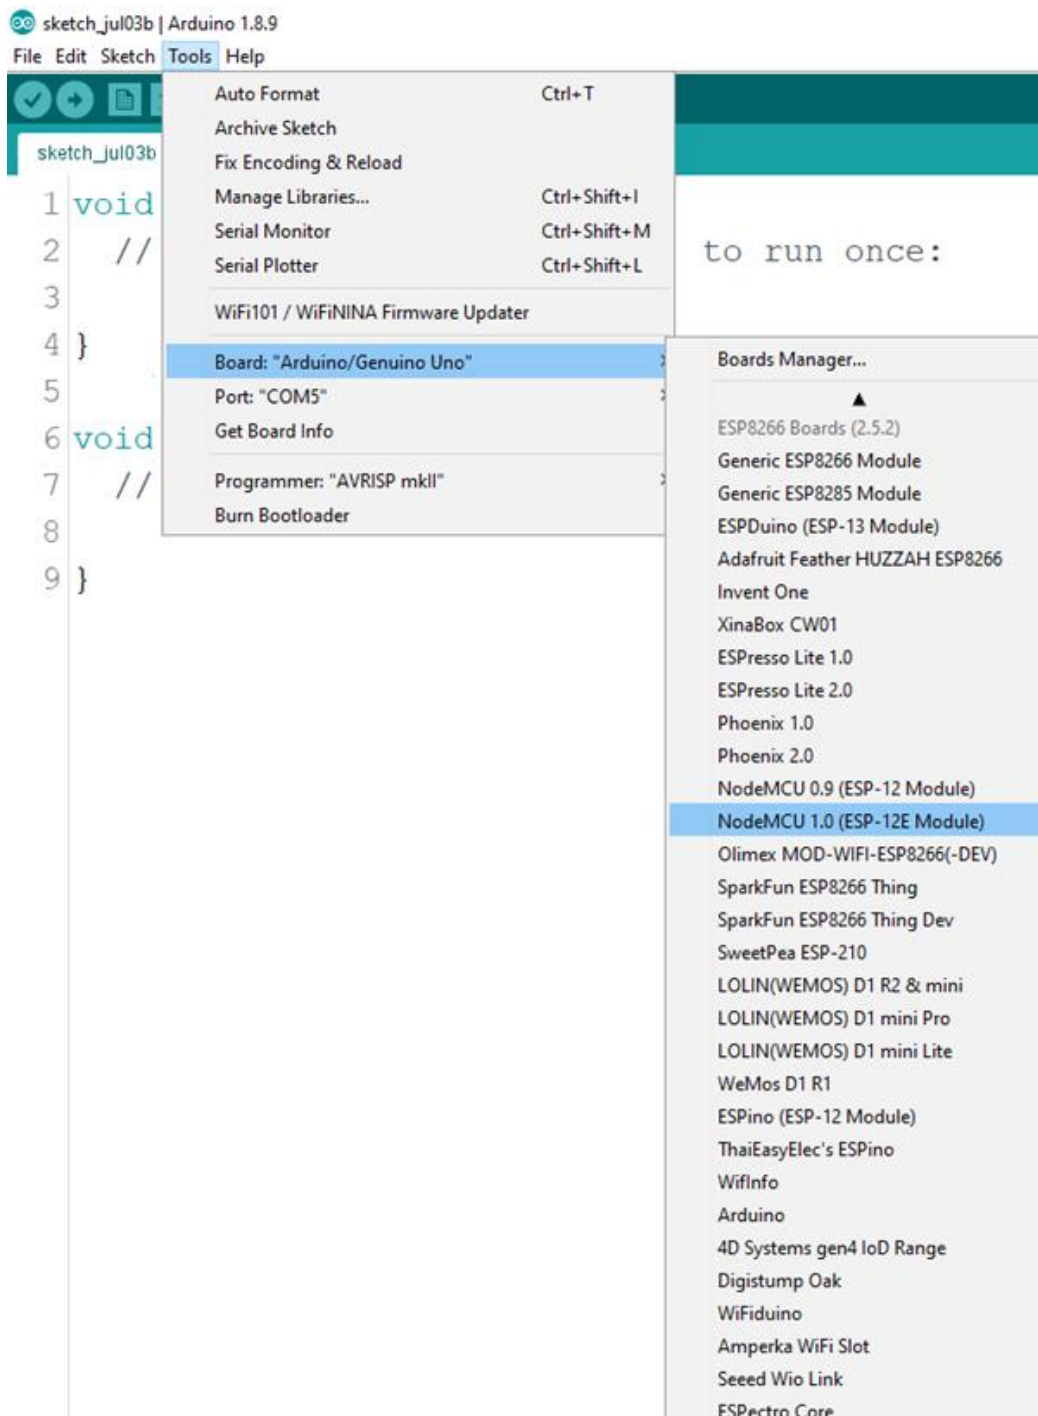 sketch_jul03b | Arduino 1.8.9
File Edit Sketch Tools Help
Auto Format Ctrl+T
Archive Sketch
Fix Encoding & Reload
Manage Libraries... Ctrl+Shift+I
Serial Monitor Ctrl+Shift+M
Serial Plotter Ctrl+Shift+L
WiFi101 / WiFiNINA Firmware Updater
Board: "Arduino/Genuino Uno"
Port: "COM5"
Get Board Info
Programmer: "AVRISP mkII"
Burn Bootloader
sketch_jul03b
1 void
2 // to run once:
3
4 }
5
6 void
7 //
8
9 }
Boards Manager...
ESP8266 Boards (2.5.2)
Generic ESP8266 Module
Generic ESP8285 Module
ESPDuino (ESP-13 Module)
Adafruit Feather HUZZAH ESP8266
Invent One
XinaBox CW01
ESPresso Lite 1.0
ESPresso Lite 2.0
Phoenix 1.0
Phoenix 2.0
NodeMCU 0.9 (ESP-12 Module)
NodeMCU 1.0 (ESP-12E Module)
Olimex MOD-WIFI-ESP8266(-DEV)
SparkFun ESP8266 Thing
SparkFun ESP8266 Thing Dev
SweetPea ESP-210
LOLIN(WEMOS) D1 R2 & mini
LOLIN(WEMOS) D1 mini Pro
LOLIN(WEMOS) D1 mini Lite
WeMos D1 R1
ESPino (ESP-12 Module)
ThaiEasyElec's ESPino
WifInfo
Arduino
4D Systems gen4 IoD Range
Digistump Oak
WiFiduino
Amperka WiFi Slot
Seeed Wio Link
ESPectro Core